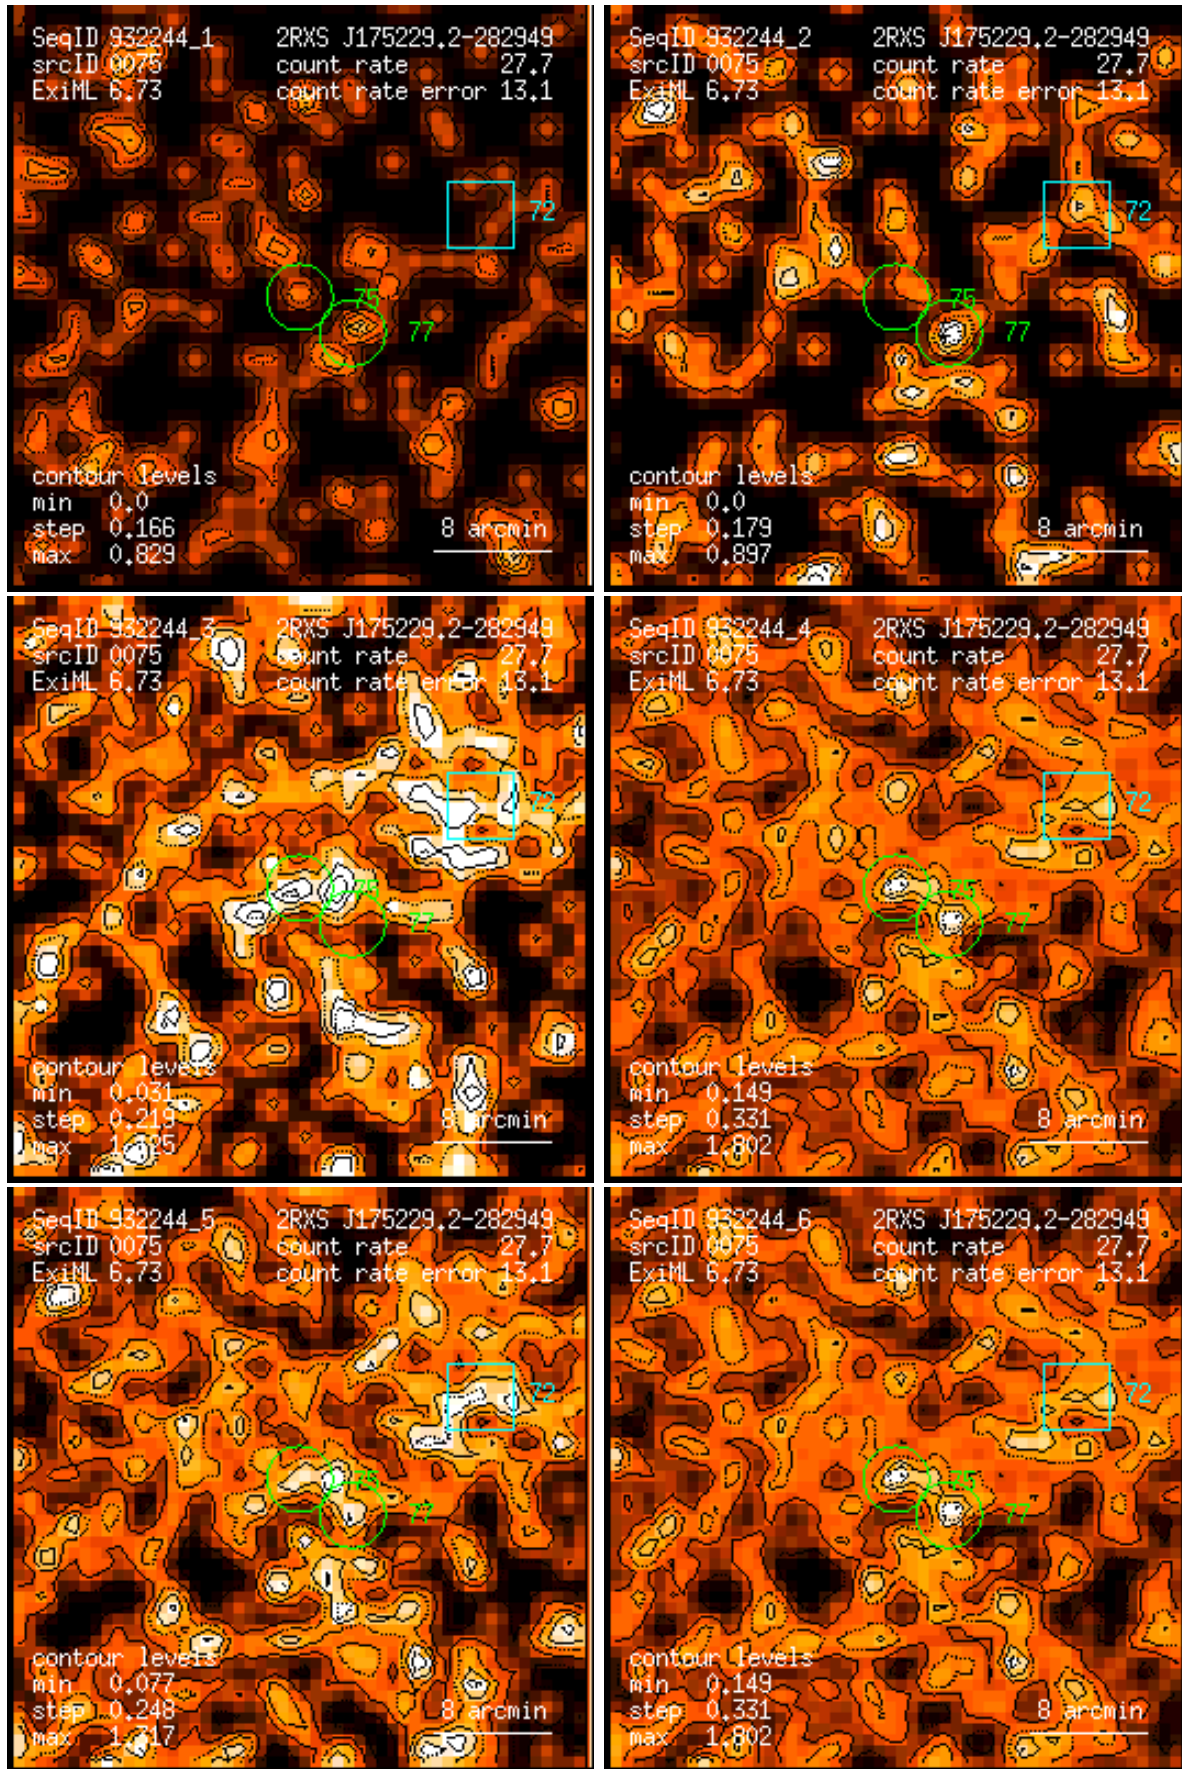 SeqID 932244_1 2RXS J175229.2-282949
srcID 0075 count rate 27.7
ExiML 6.73 count rate error 13.1
72
75
77
contour levels
min 0.0
step 0.166 8 arcmin
max 0.829
SeqID 932244_2 2RXS J175229.2-282949
srcID 0075 count rate 27.7
ExiML 6.73 count rate error 13.1
72
75
77
contour levels
min 0.0
step 0.179 8 arcmin
max 0.897
SeqID 932244_3 2RXS J175229.2-282949
srcID 0075 count rate 27.7
ExiML 6.73 count rate error 13.1
72
75
77
contour levels
min 0.031
step 0.219 8 arcmin
max 1.125
SeqID 932244_4 2RXS J175229.2-282949
srcID 0075 count rate 27.7
ExiML 6.73 count rate error 13.1
72
75
77
contour levels
min 0.149
step 0.331 8 arcmin
max 1.802
SeqID 932244_5 2RXS J175229.2-282949
srcID 0075 count rate 27.7
ExiML 6.73 count rate error 13.1
72
75
77
contour levels
min 0.077
step 0.248 8 arcmin
max 1.317
SeqID 932244_6 2RXS J175229.2-282949
srcID 0075 count rate 27.7
ExiML 6.73 count rate error 13.1
72
75
77
contour levels
min 0.149
step 0.331 8 arcmin
max 1.802